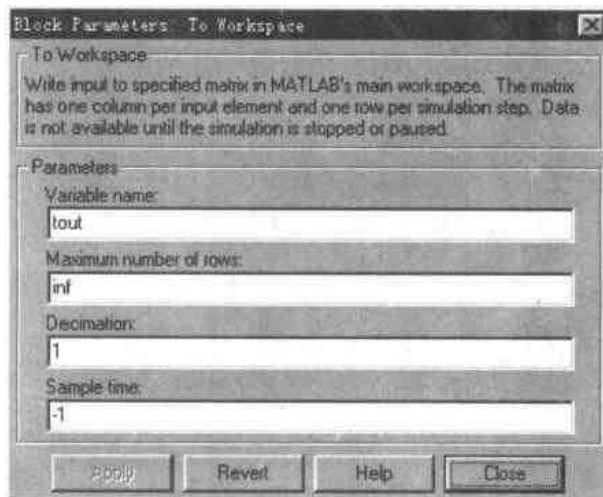 Block Parameters: To Workspace
To Workspace
Write input to specified matrix in MATLAB's main workspace. The matrix
has one column per input element and one row per simulation step. Data
is not available until the simulation is stopped or paused.
Parameters
Variable name:
tout
Maximum number of rows:
inf
Decimation:
1
Sample time:
-1
Apply
Revert
Help
Close